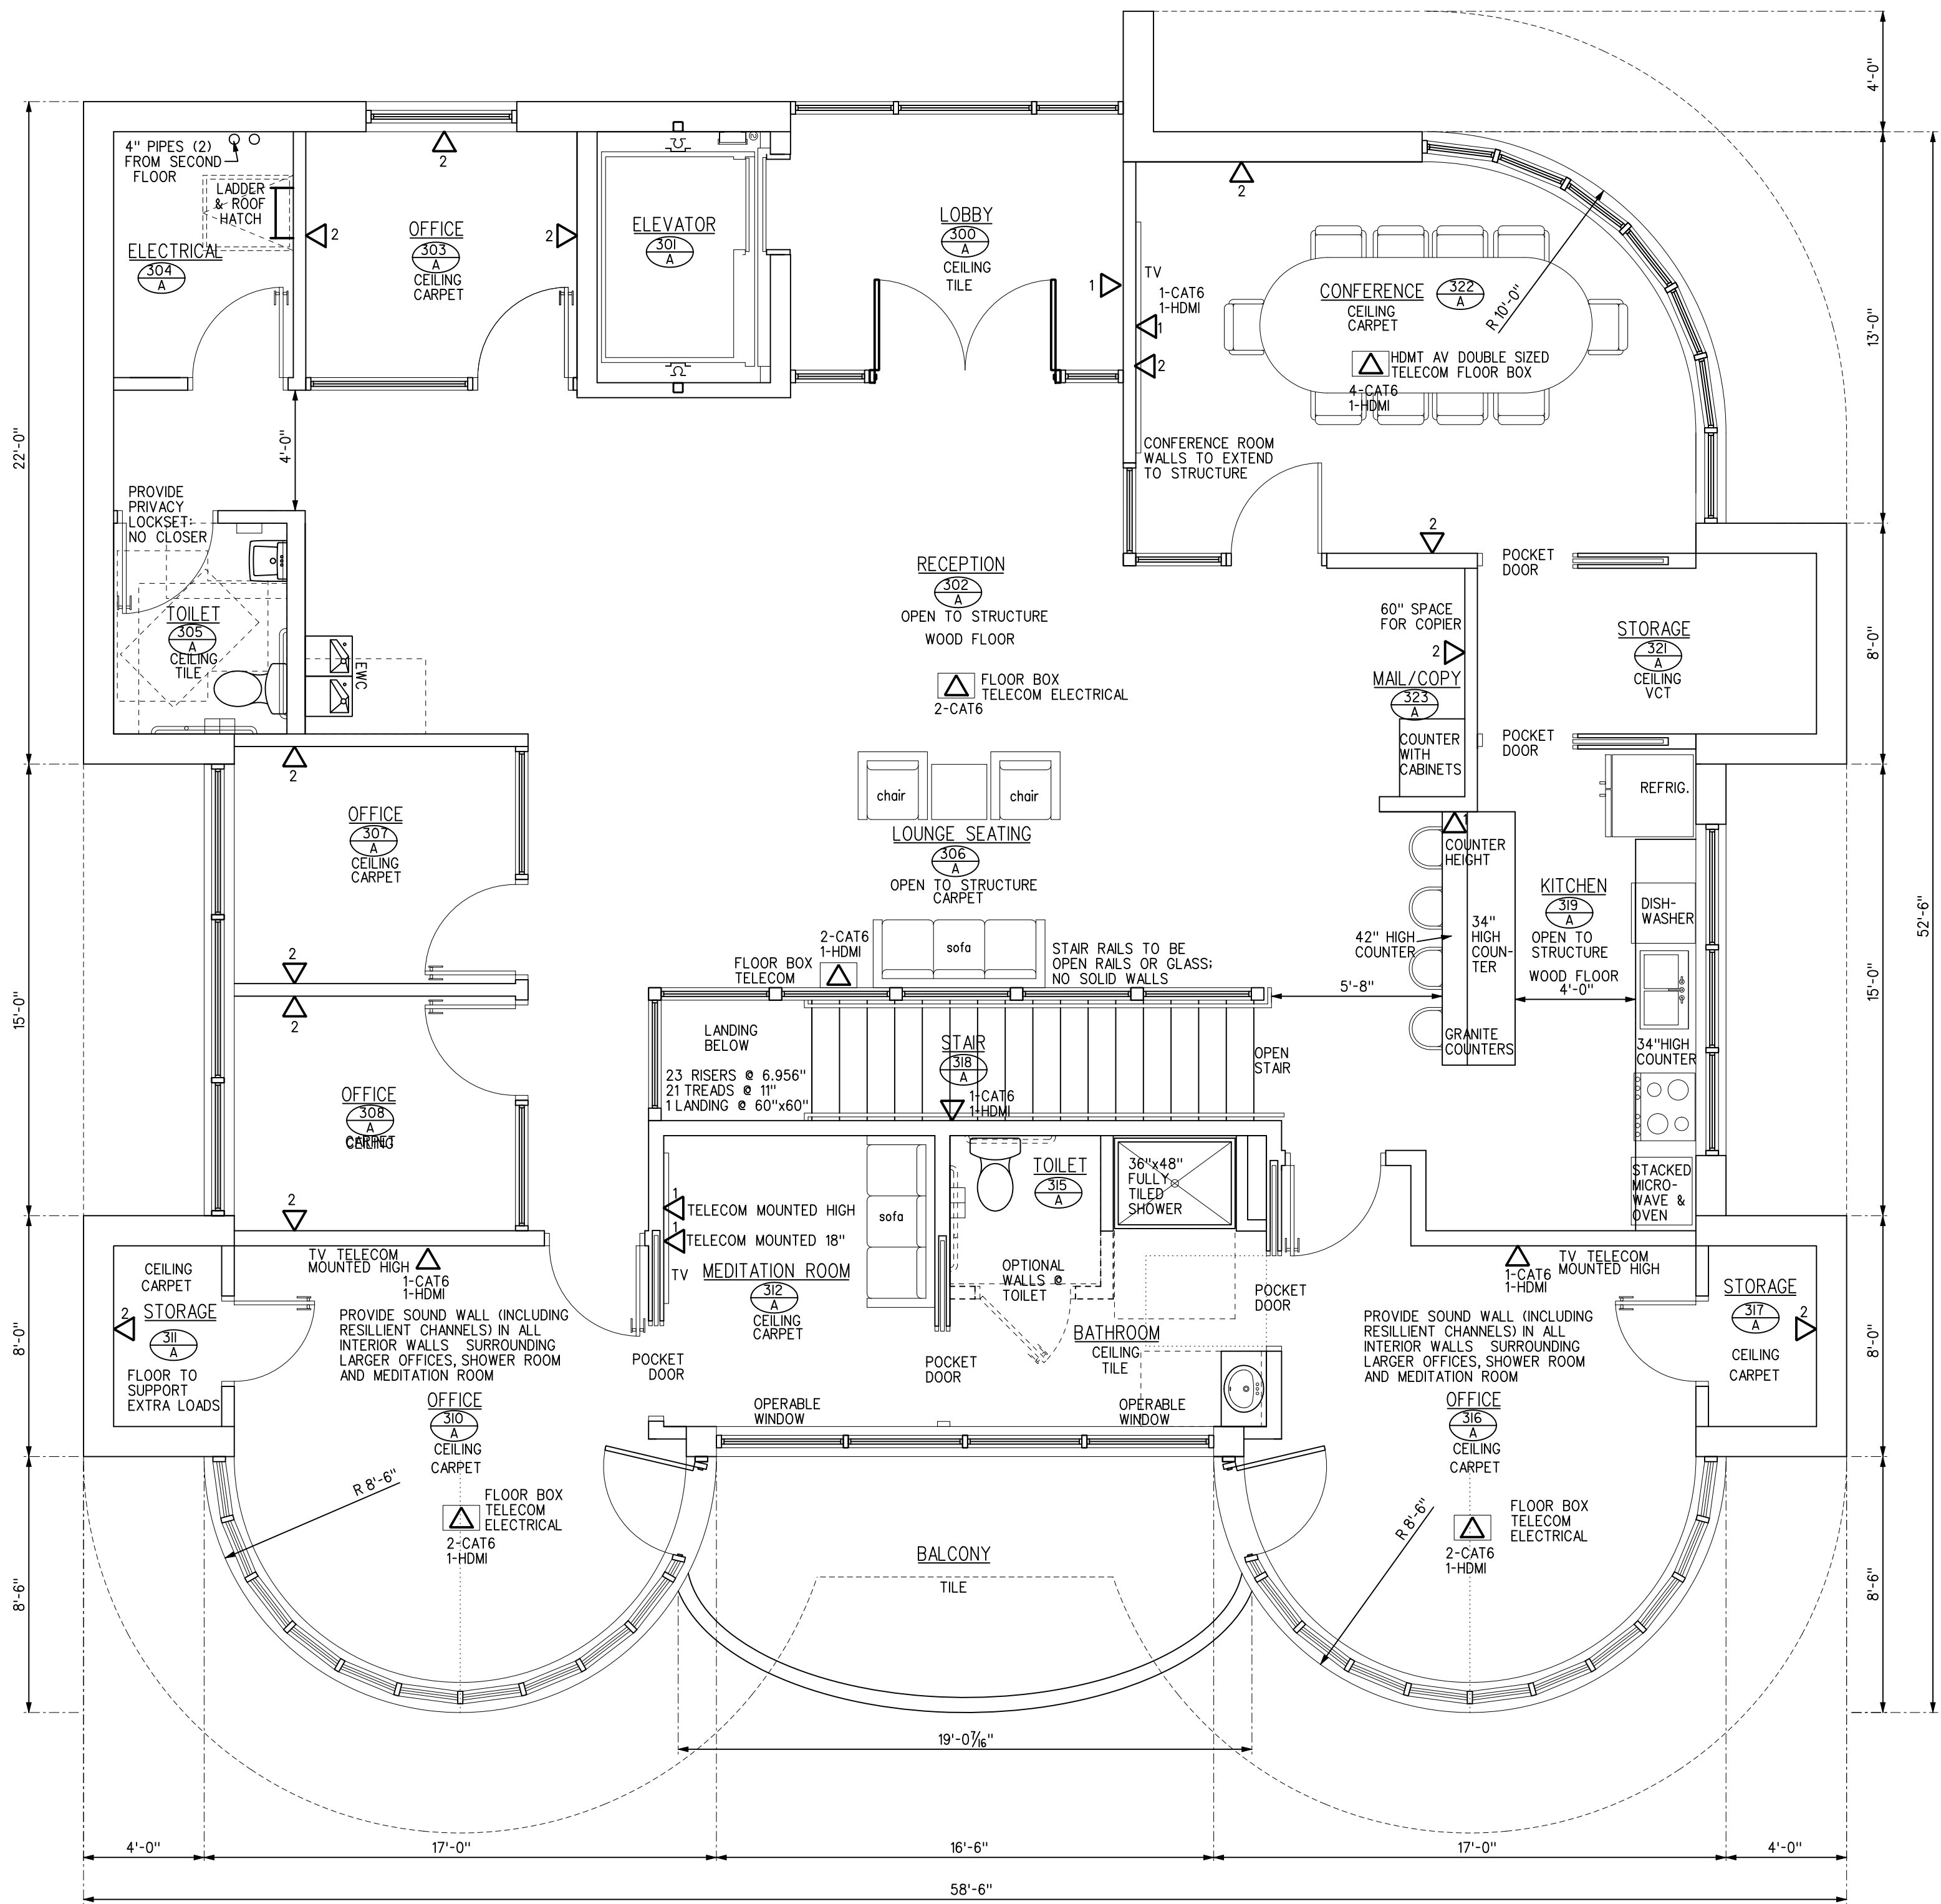 4'-0"
4" PIPES (2)
FROM SECOND
FLOOR
LADDER
& ROOF
HATCH
ELECTRICAL
304
A
2
2
OFFICE
303
A
CEILING
CARPET
2
ELEVATOR
301
A
LOBBY
300
A
CEILING
TILE
1
TV
1-CAT6
1-HDMI
1
2
2
CONFERENCE
322
A
CEILING
CARPET
R 10'-0"
HDMT AV DOUBLE SIZED
TELECOM FLOOR BOX
4-CAT6
1-HDMI
13'-0"
22'-0"
4'-0"
CONFERENCE ROOM
WALLS TO EXTEND
TO STRUCTURE
PROVIDE
PRIVACY
LOCKSET:
NO CLOSER
TOILET
305
A
CEILING
TILE
EWC
RECEPTION
302
A
OPEN TO STRUCTURE
WOOD FLOOR
FLOOR BOX
TELECOM ELECTRICAL
2-CAT6
2
POCKET
DOOR
60" SPACE
FOR COPIER
2
MAIL/COPY
323
A
COUNTER
WITH
CABINETS
STORAGE
321
A
CEILING
VCT
POCKET
DOOR
8'-0"
52'-6"
2
OFFICE
307
A
CEILING
CARPET
2
chair
chair
LOUNGE SEATING
306
A
OPEN TO STRUCTURE
CARPET
sofa
2-CAT6
1-HDMI
FLOOR BOX
TELECOM
STAIR RAILS TO BE
OPEN RAILS OR GLASS;
NO SOLID WALLS
REFRIG.
1
COUNTER
HEIGHT
KITCHEN
319
A
OPEN TO
STRUCTURE
WOOD FLOOR
4'-0"
DISH-
WASHER
42" HIGH
COUNTER
34"
HIGH
COUN-
TER
5'-8"
GRANITE
COUNTERS
34"HIGH
COUNTER
15'-0"
15'-0"
2
OFFICE
308
A
2
LANDING
BELOW
23 RISERS @ 6.956"
21 TREADS @ 11"
1 LANDING @ 60"x60"
STAIR
318
A
1-CAT6
1-HDMI
OPEN
STAIR
STACKED
MICRO-
WAVE &
OVEN
1
TELECOM MOUNTED HIGH
1
TELECOM MOUNTED 18"
TV
MEDITATION ROOM
312
A
CEILING
CARPET
sofa
TOILET
315
A
36"x48"
FULLY
TILED
SHOWER
OPTIONAL
WALLS @
TOILET
BATHROOM
CEILING
TILE
POCKET
DOOR
POCKET
DOOR
POCKET
DOOR
OPERABLE
WINDOW
OPERABLE
WINDOW
8'-0"
CEILING
CARPET
2
STORAGE
311
A
FLOOR TO
SUPPORT
EXTRA LOADS
TV TELECOM
MOUNTED HIGH
1-CAT6
1-HDMI
PROVIDE SOUND WALL (INCLUDING
RESILLIENT CHANNELS) IN ALL
INTERIOR WALLS SURROUNDING
LARGER OFFICES, SHOWER ROOM
AND MEDITATION ROOM
OFFICE
310
A
CEILING
CARPET
FLOOR BOX
TELECOM
ELECTRICAL
2-CAT6
1-HDMI
R 8'-6"
TV TELECOM
MOUNTED HIGH
1-CAT6
1-HDMI
PROVIDE SOUND WALL (INCLUDING
RESILLIENT CHANNELS) IN ALL
INTERIOR WALLS SURROUNDING
LARGER OFFICES, SHOWER ROOM
AND MEDITATION ROOM
OFFICE
316
A
CEILING
CARPET
FLOOR BOX
TELECOM
ELECTRICAL
2-CAT6
1-HDMI
R 8'-6"
STORAGE
317
A
2
CEILING
CARPET
8'-0"
8'-6"
BALCONY
TILE
8'-6"
19'-0 7/16"
4'-0"
17'-0"
16'-6"
17'-0"
4'-0"
58'-6"